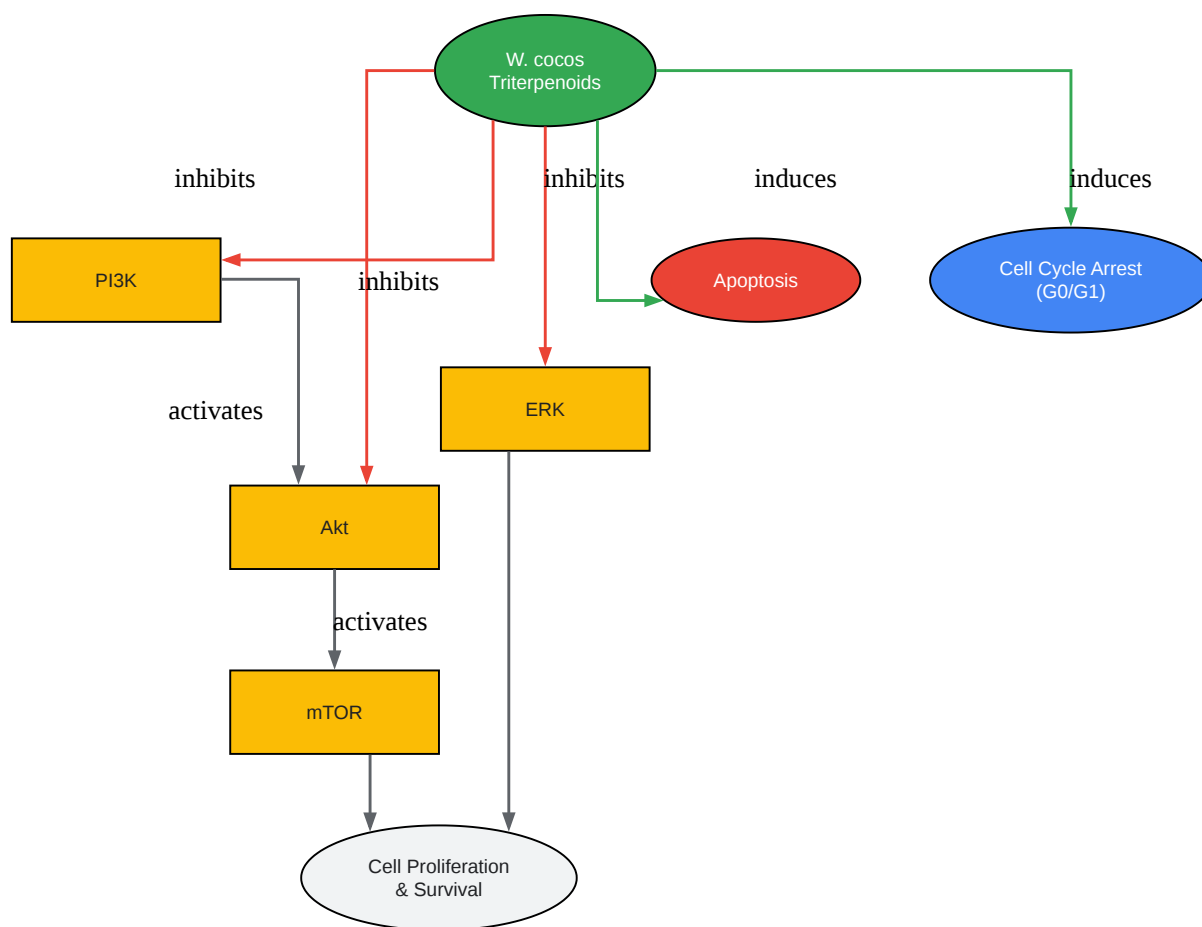 W. cocos
Triterpenoids
inhibits
inhibits
induces
induces
PI3K
inhibits
Apoptosis
Cell Cycle Arrest
(G0/G1)
activates
ERK
Akt
activates
mTOR
Cell Proliferation
& Survival